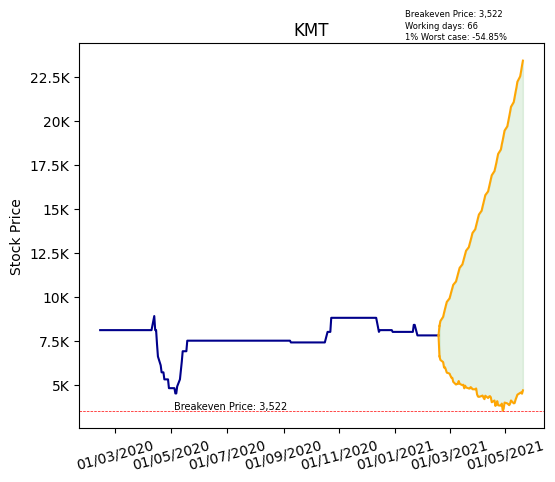 Breakeven Price: 3,522
Working days: 66
1% Worst case: -54.85%
KMT
Stock Price
22.5K
20K
17.5K
15K
12.5K
10K
7.5K
5K
Breakeven Price: 3,522
01/03/2020
01/05/2020
01/07/2020
01/09/2020
01/11/2020
01/01/2021
01/03/2021
01/05/2021